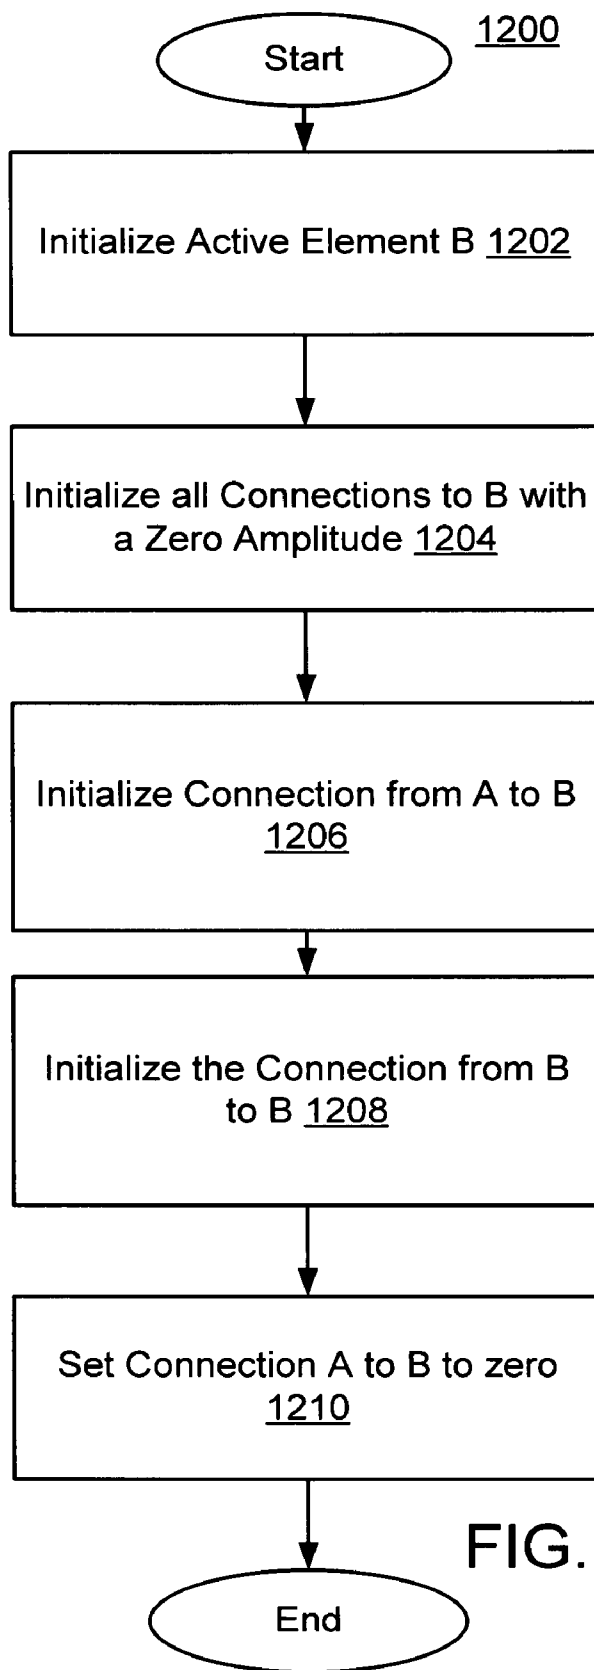 1200
Start
Initialize Active Element B 1202
Initialize all Connections to B with
a Zero Amplitude 1204
Initialize Connection from A to B
1206
Initialize the Connection from B
to B 1208
Set Connection A to B to zero
1210
FIG.
End